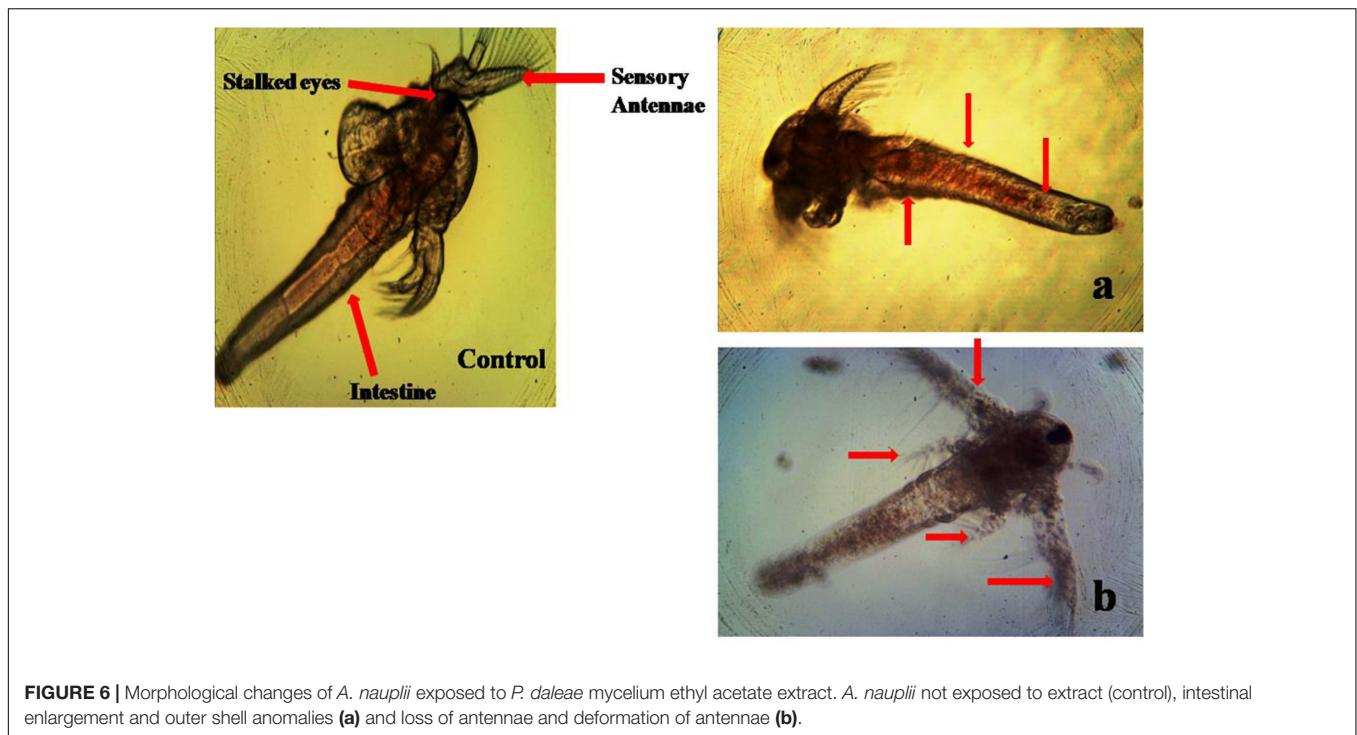 Stalked eyes
Sensory
Antennae
Control
Intestine
a
b
FIGURE 6 | Morphological changes of A. nauplii exposed to P. daleae mycelium ethyl acetate extract. A. nauplii not exposed to extract (control), intestinal
enlargement and outer shell anomalies (a) and loss of antennae and deformation of antennae (b).